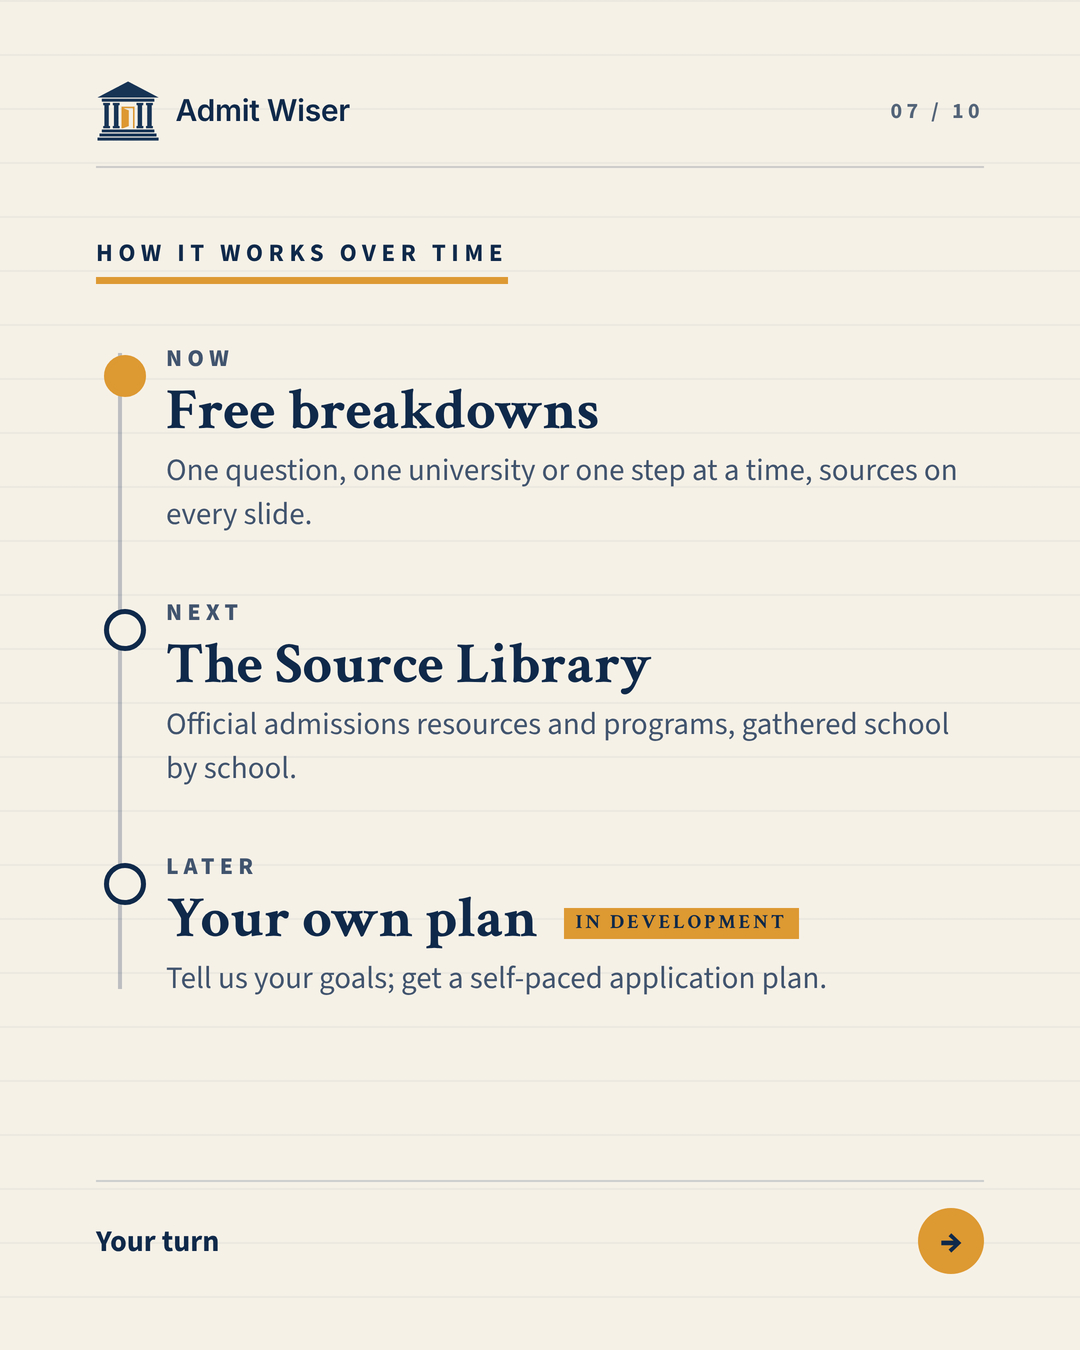 Admit Wiser
07 / 10
HOW IT WORKS OVER TIME
NOW
Free breakdowns
One question, one university or one step at a time, sources on
every slide.
NEXT
The Source Library
Official admissions resources and programs, gathered school
by school.
LATER
Your own plan IN DEVELOPMENT
Tell us your goals; get a self-paced application plan.
Your turn